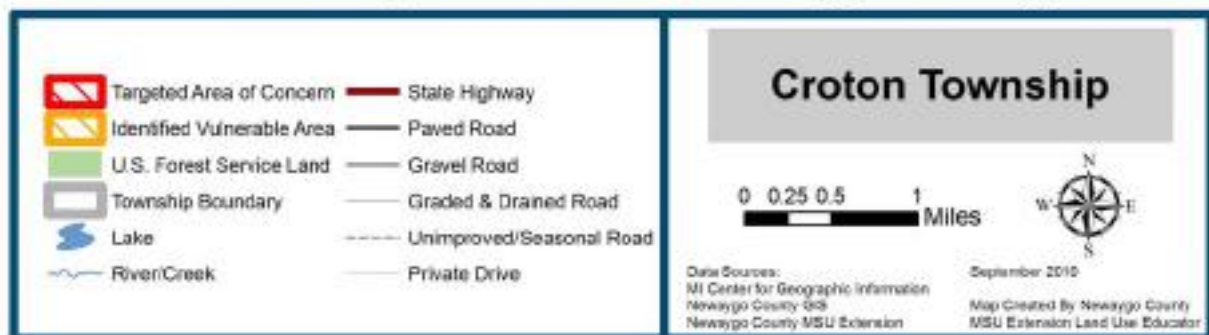 Targeted Area of Concern
Identified Vulnerable Area
U.S. Forest Service Land
Township Boundary
Lake
River/Creek
State Highway
Paved Road
Gravel Road
Graded & Drained Road
Unimproved/Seasonal Road
Private Drive
Croton Township
0 0.25 0.5 1
Miles
N
W E
S
Data Sources:
MI Center for Geographic Information
Newaygo County GIS
Newaygo County MSU Extension
September 2010
Map Created By Newaygo County
MSU Extension Land Use Educator